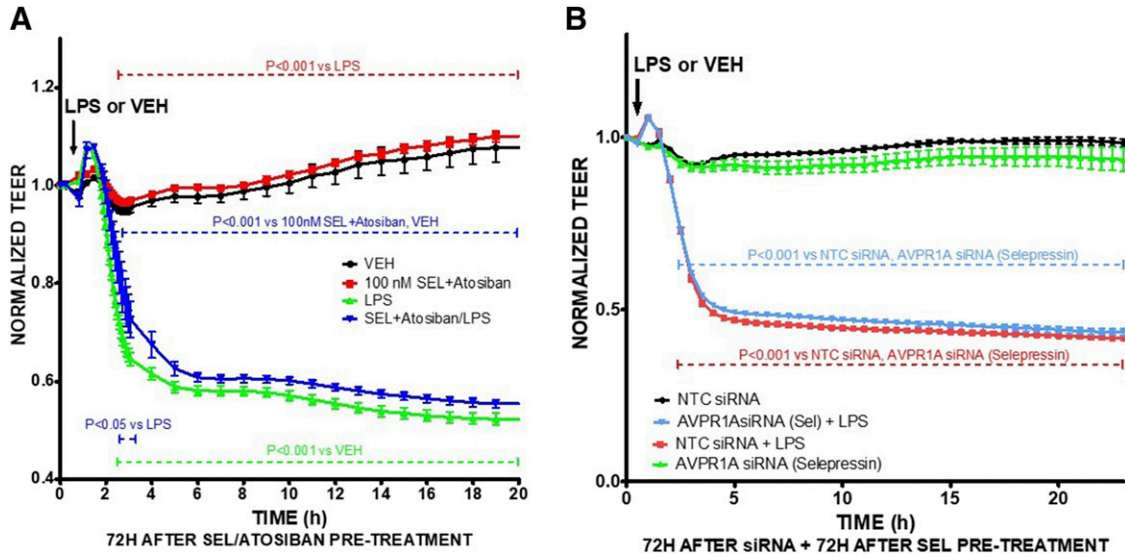 A
NORMALIZED TEER
1.2
1.0
0.8
0.6
0.4
LPS or VEH
P<0.001 vs LPS
P<0.001 vs 100nM SEL+Atosiban, VEH
VEH
100 nM SEL+Atosiban
LPS
SEL+Atosiban/LPS
P<0.05 vs LPS
P<0.001 vs VEH
0 2 4 6 8 10 12 14 16 18 20
TIME (h)
72H AFTER SEL/ATOSIBAN PRE-TREATMENT
B
NORMALIZED TEER
1.0
0.5
0.0
LPS or VEH
P<0.001 vs NTC siRNA, AVPR1A siRNA (Selepressin)
P<0.001 vs NTC siRNA, AVPR1A siRNA (Selepressin)
NTC siRNA
AVPR1AsiRNA (Sel) + LPS
NTC siRNA + LPS
AVPR1A siRNA (Selepressin)
0 5 10 15 20
TIME (h)
72H AFTER siRNA + 72H AFTER SEL PRE-TREATMENT